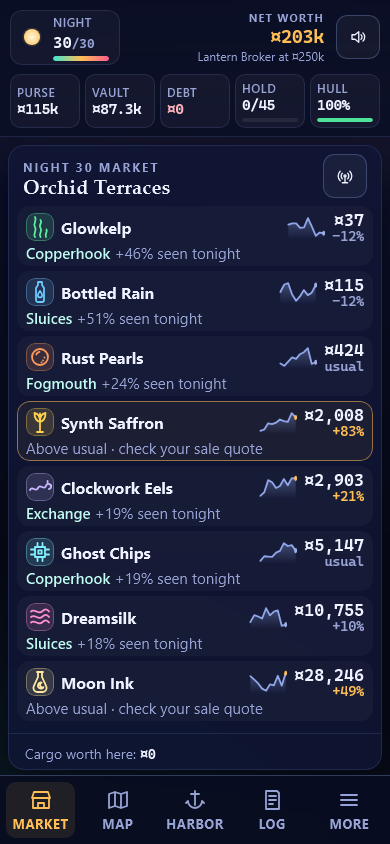 NIGHT
30/30
NET WORTH
¤203k
Lantern Broker at ¤250k
PURSE
¤115k
VAULT
¤87.3k
DEBT
¤0
HOLD
0/45
HULL
100%
NIGHT 30 MARKET
Orchid Terraces
Glowkelp
¤37
−12%
Copperhook +46% seen tonight
Bottled Rain
¤115
−12%
Sluices +51% seen tonight
Rust Pearls
¤424
usual
Fogmouth +24% seen tonight
Synth Saffron
¤2,008
+83%
Above usual · check your sale quote
Clockwork Eels
¤2,903
+21%
Exchange +19% seen tonight
Ghost Chips
¤5,147
usual
Copperhook +19% seen tonight
Dreamsilk
¤10,755
+10%
Sluices +18% seen tonight
Moon Ink
¤28,246
+49%
Above usual · check your sale quote
Cargo worth here: ¤0
MARKET
MAP
HARBOR
LOG
MORE